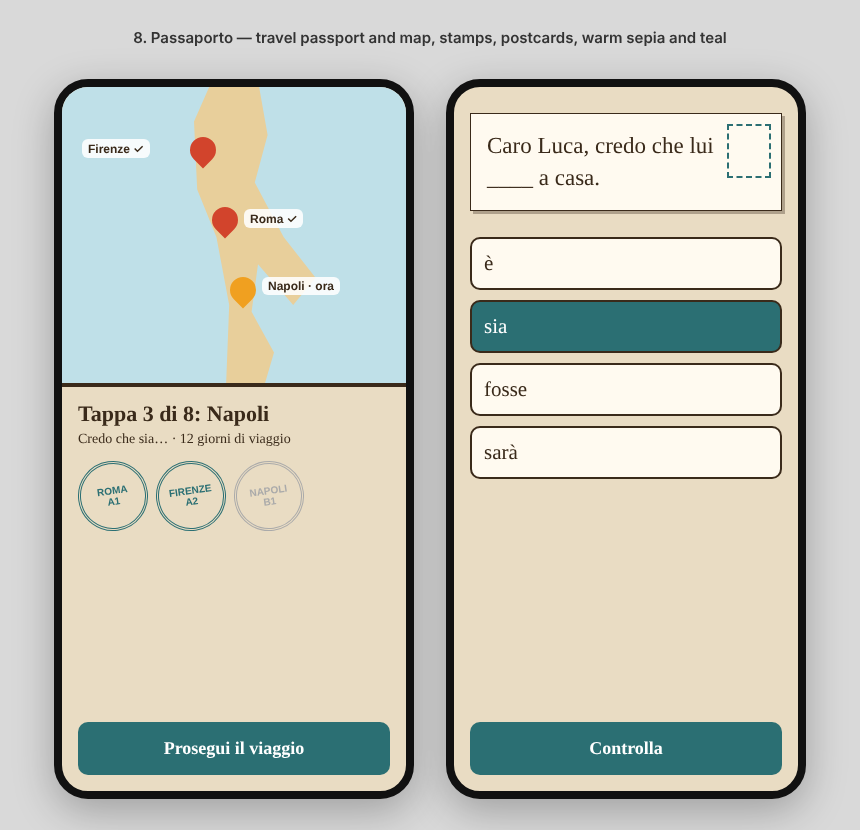 8. Passaporto — travel passport and map, stamps, postcards, warm sepia and teal
Firenze ✓
Roma ✓
Napoli · ora
Tappa 3 di 8: Napoli
Credo che sia… · 12 giorni di viaggio
ROMA
A1
FIRENZE
A2
NAPOLI
B1
Prosegui il viaggio
Caro Luca, credo che lui
____ a casa.
è
sia
fosse
sarà
Controlla